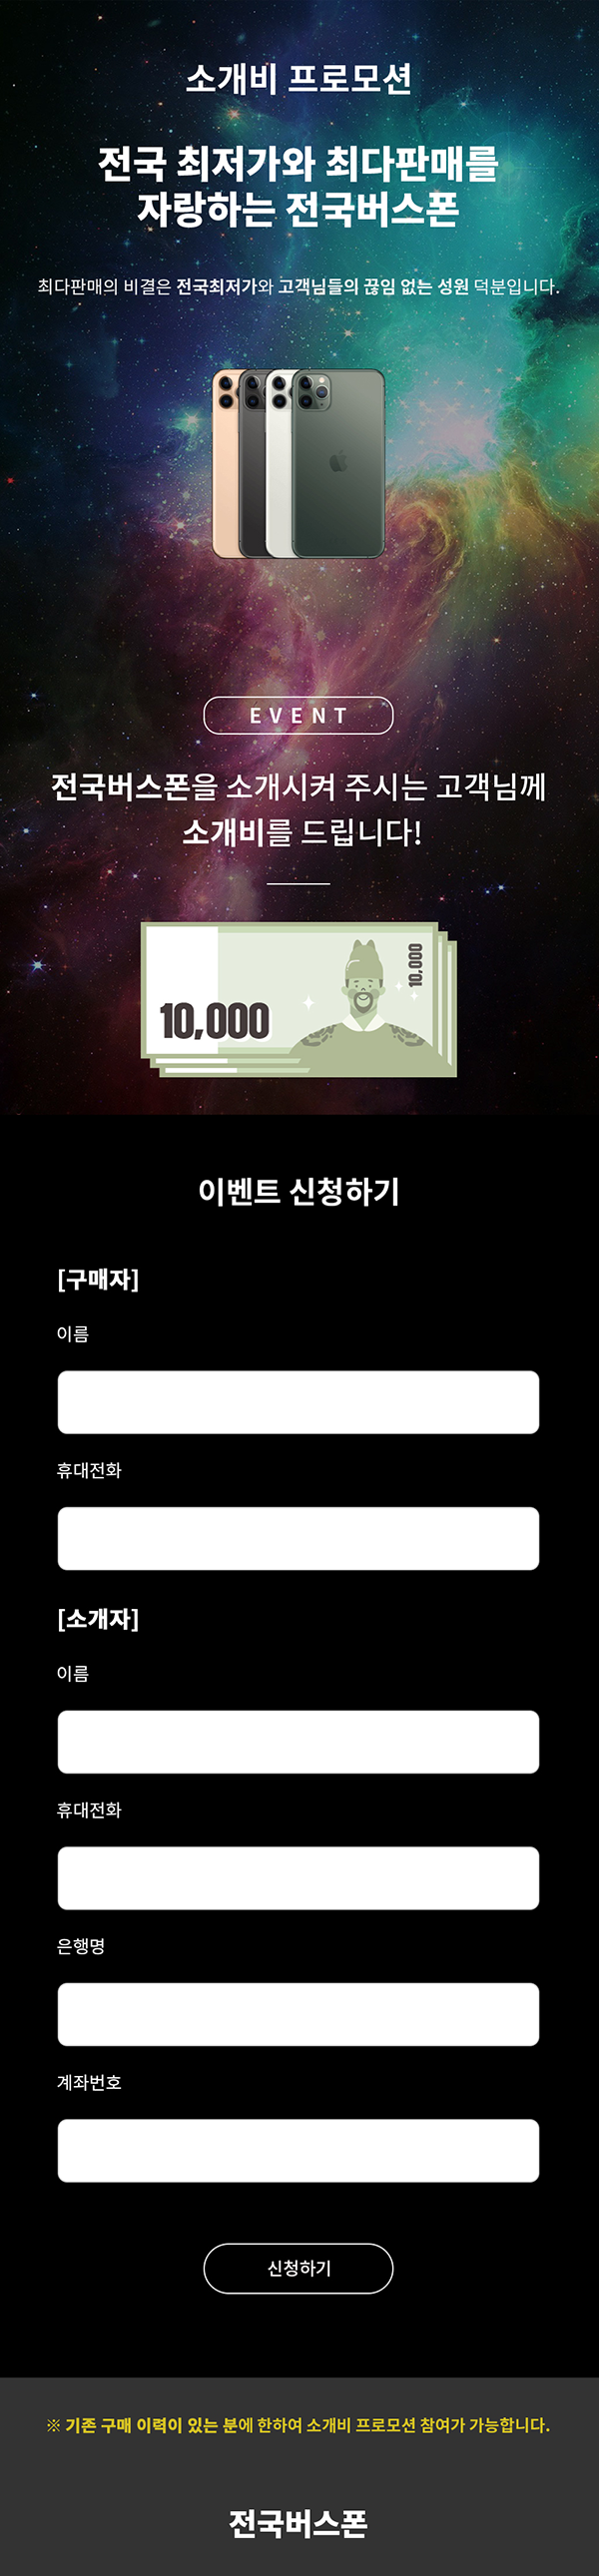 소개비 프로모션
전국 최저가와 최다판매를
자랑하는 전국버스폰
최다판매의 비결은 전국최저가와 고객님들의 끊임 없는 성원 덕분입니다.
EVENT
전국버스폰을 소개시켜 주시는 고객님께
소개비를 드립니다!
10,000
10,000
이벤트 신청하기
[구매자]
이름
휴대전화
[소개자]
이름
휴대전화
은행명
계좌번호
신청하기
※ 기존 구매 이력이 있는 분에 한하여 소개비 프로모션 참여가 가능합니다.
전국버스폰